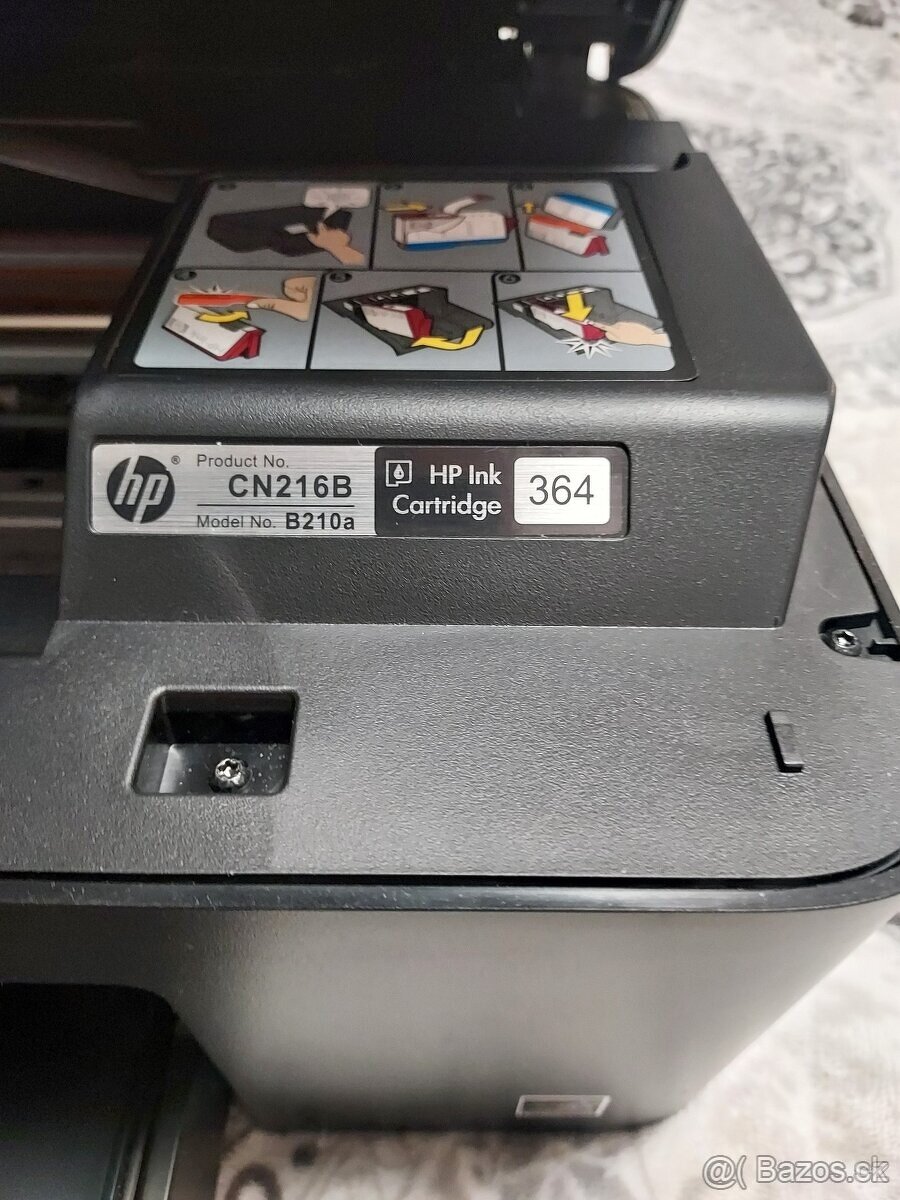 hp®
Product No.
CN216B
Model No. B210a
HP Ink
Cartridge
364
@( Bazos.sk